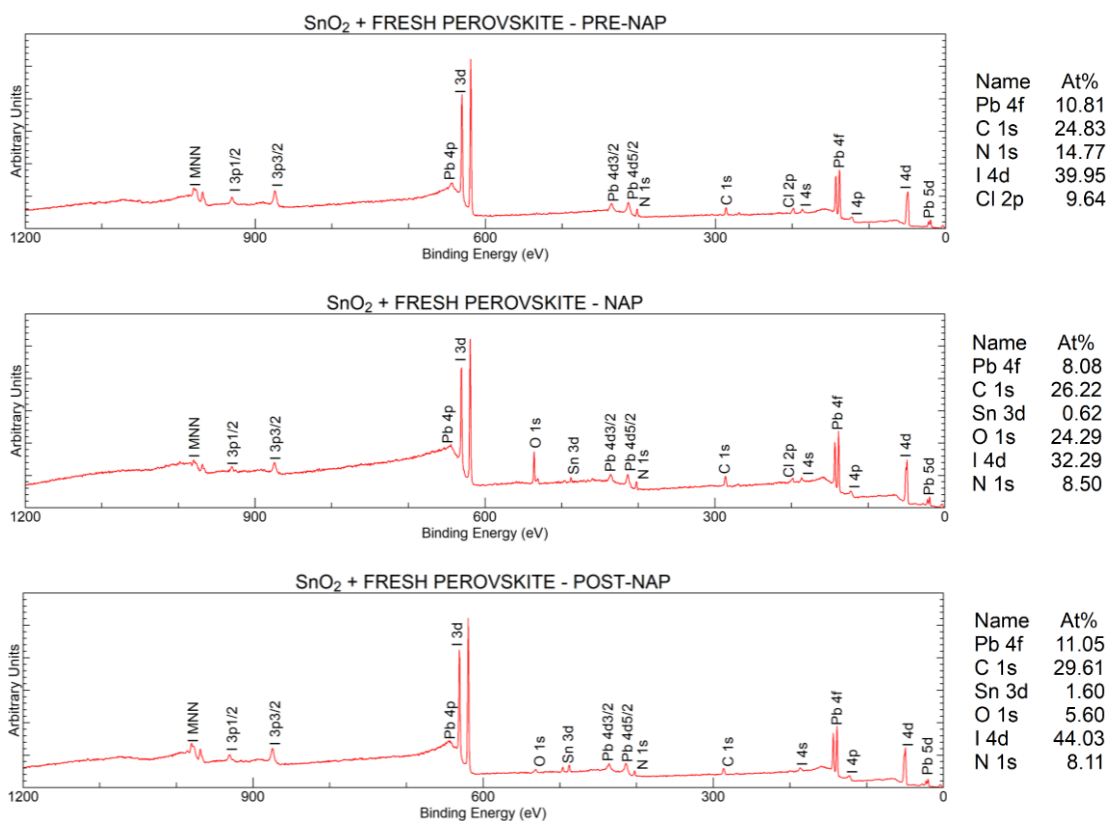 SnO2 + FRESH PEROVSKITE - PRE-NAP
Arbitrary Units
I MNN
I 3p1/2
I 3p3/2
Pb 4p
I 3d
Pb 4d3/2
Pb 4d5/2
N 1s
C 1s
Cl 2p
I 4s
Pb 4f
I 4p
I 4d
Pb 5d
1200 900 600 300 0
Binding Energy (eV)
Name At%
Pb 4f 10.81
C 1s 24.83
N 1s 14.77
I 4d 39.95
Cl 2p 9.64
SnO2 + FRESH PEROVSKITE - NAP
Arbitrary Units
I MNN
I 3p1/2
I 3p3/2
Pb 4p
I 3d
O 1s
Sn 3d
Pb 4d3/2
Pb 4d5/2
N 1s
C 1s
Cl 2p
I 4s
Pb 4f
I 4p
I 4d
Pb 5d
1200 900 600 300 0
Binding Energy (eV)
Name At%
Pb 4f 8.08
C 1s 26.22
Sn 3d 0.62
O 1s 24.29
I 4d 32.29
N 1s 8.50
SnO2 + FRESH PEROVSKITE - POST-NAP
Arbitrary Units
I MNN
I 3p1/2
I 3p3/2
Pb 4p
I 3d
O 1s
Sn 3d
Pb 4d3/2
Pb 4d5/2
N 1s
C 1s
I 4s
Pb 4f
I 4p
I 4d
Pb 5d
1200 900 600 300 0
Binding Energy (eV)
Name At%
Pb 4f 11.05
C 1s 29.61
Sn 3d 1.60
O 1s 5.60
I 4d 44.03
N 1s 8.11